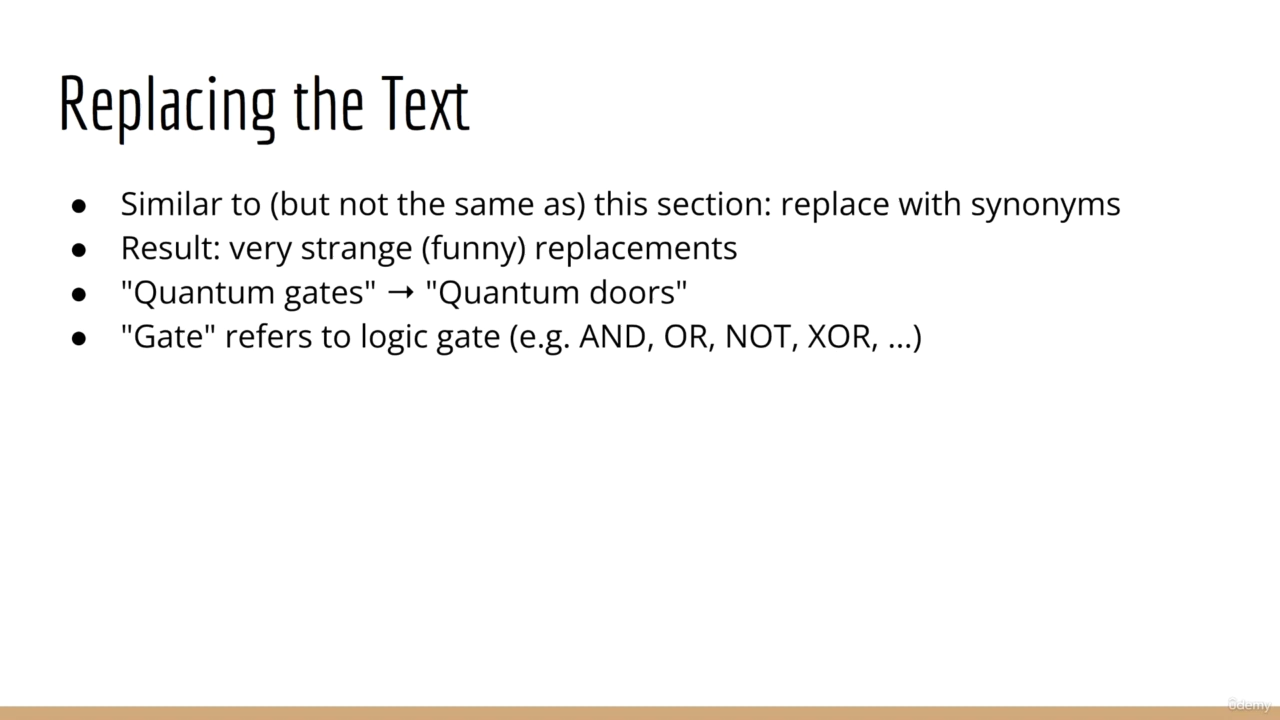 Replacing the Text
● Similar to (but not the same as) this section: replace with synonyms
● Result: very strange (funny) replacements
● "Quantum gates" → "Quantum doors"
● "Gate" refers to logic gate (e.g. AND, OR, NOT, XOR, ...)
ûdemy